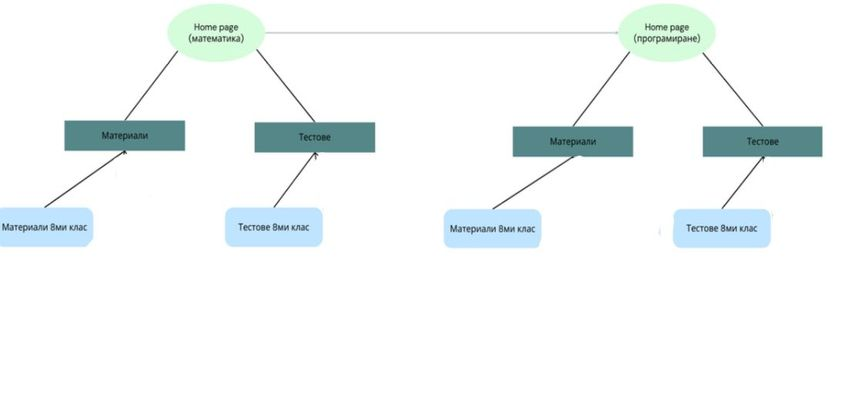 Home page
(математика)
Home page
(програмиране)
Материали
Тестове
Материали
Тестове
Материали 8ми клас
Тестове 8ми клас
Материали 8ми клас
Тестове 8ми клас